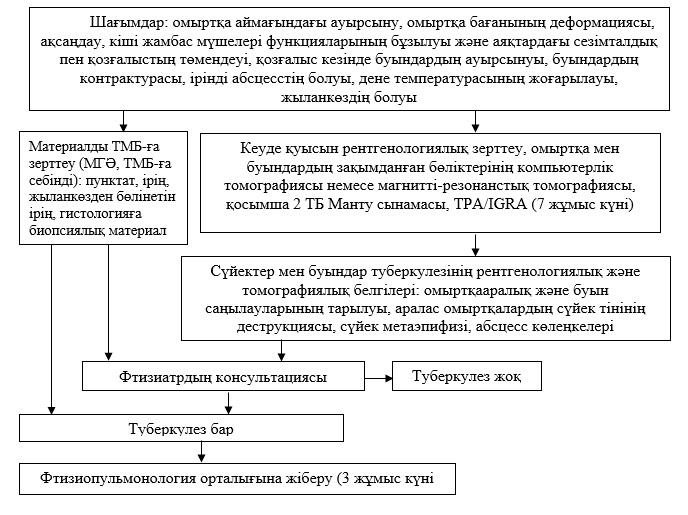 Шағымдар: омыртқа аймағындағы ауырсыну, омыртқа бағанының деформациясы,
ақсаңдау, кіші жамбас мүшелері функцияларының бұзылуы және аяқтардағы сезімталдық
пен қозғалыстың төмендеуі, қозғалыс кезінде буындардың ауырсынуы, буындардың
контрактурасы, ірінді абсцесстің болуы, дене температурасының жоғарылауы,
жыланкөздің болуы
Материалды ТМБ-ға
зерттеу (МГӘ, ТМБ-ға
себінді): пунктат, ірің,
жыланкөзден бөлінетін
ірің, гистологияға
биопсиялық материал
Кеуде қуысын рентгенологиялық зерттеу, омыртқа мен
буындардың зақымданған бөліктерінің компьютерлік
томографиясы немесе магнитті-резонанстық томографиясы,
қосымша 2 ТБ Манту сынамасы, ТРА/IGRA (7 жұмыс күні)
Сүйектер мен буындар туберкулезінің рентгенологиялық және
томографиялық белгілері: омыртқааралық және буын
саңылауларының тарылуы, аралас омыртқалардың сүйек тінінің
деструкциясы, сүйек метаэпифизі, абсцесс көлеңкелері
Фтизиатрдың консультациясы
Туберкулез жоқ
Туберкулез бар
Фтизиопульмонология орталығына жіберу (3 жұмыс күні